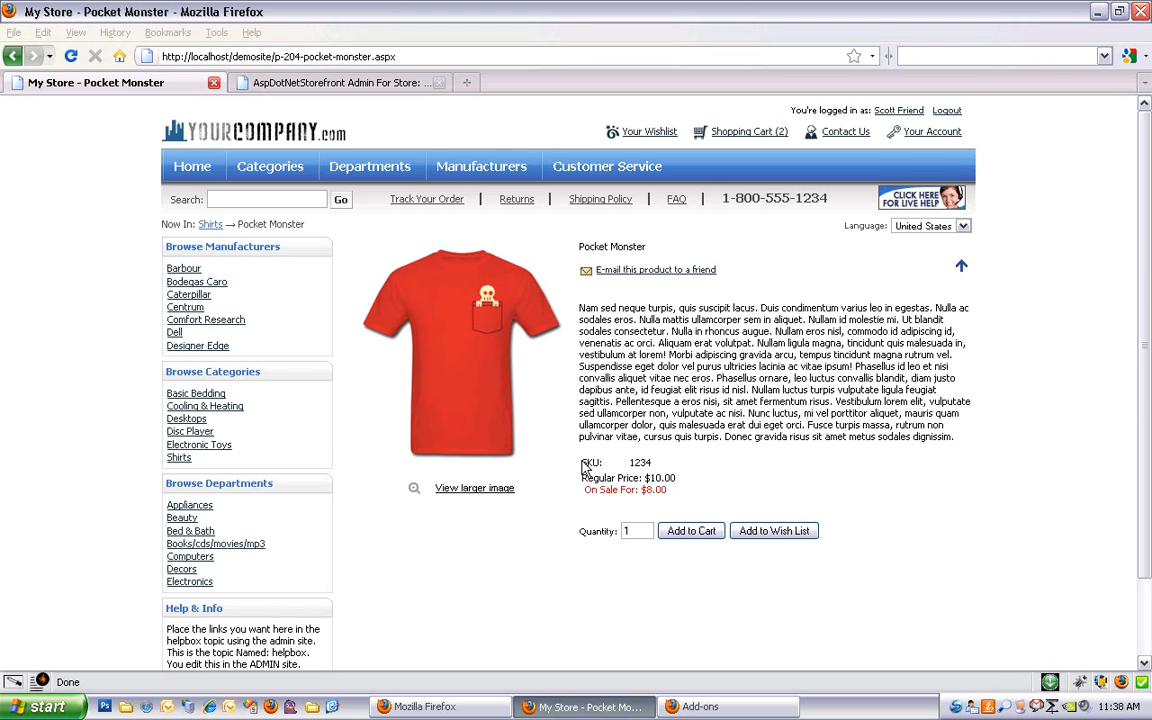 My Store - Pocket Monster - Mozilla Firefox
File Edit View History Bookmarks Tools Help
http://localhost/demosite/p-204-pocket-monster.aspx
My Store - Pocket Monster
AspDotNetStorefront Admin For Store: ...
You're logged in as: Scott Friend Logout
YOURCOMPANY.com
Your Wishlist Shopping Cart (2) Contact Us Your Account
Home Categories Departments Manufacturers Customer Service
Search: Go Track Your Order | Returns | Shipping Policy | FAQ | 1-800-555-1234 CLICK HERE FOR LIVE HELP
Now In: Shirts → Pocket Monster
Language: United States
Browse Manufacturers
Barbour
Bodegas Caro
Caterpillar
Centrum
Comfort Research
Dell
Designer Edge
Browse Categories
Basic Bedding
Cooling & Heating
Desktops
Disc Player
Electronic Toys
Shirts
Browse Departments
Appliances
Beauty
Bed & Bath
Books/cds/movies/mp3
Computers
Decors
Electronics
Help & Info
Place the links you want here in the
helpbox topic using the admin site.
This is the topic Named: helpbox.
You edit this in the ADMIN site.
View larger image
Pocket Monster
E-mail this product to a friend
Nam sed neque turpis, quis suscipit lacus. Duis condimentum varius leo in egestas. Nulla ac
sodales eros. Nulla mattis ullamcorper sem in aliquet. Nullam id molestie mi. Ut blandit
sodales consectetur. Nulla in rhoncus augue. Nullam eros nisl, commodo id adipiscing id,
venenatis ac orci. Aliquam erat volutpat. Nullam ligula magna, tincidunt quis malesuada in,
vestibulum at lorem! Morbi adipiscing gravida arcu, tempus tincidunt magna rutrum vel.
Suspendisse eget dolor vel purus ultricies lacinia ac vitae ipsum! Phasellus id leo et nisi
convallis aliquet vitae nec eros. Phasellus ornare, leo luctus convallis blandit, diam justo
dapibus ante, id feugiat elit risus id nisl. Nullam luctus turpis vulputate ligula feugiat
sagittis. Pellentesque a eros nisi, sit amet fermentum risus. Vestibulum lorem elit, vulputate
sed ullamcorper non, vulputate ac nisi. Nunc luctus, mi vel porttitor aliquet, mauris quam
ullamcorper dolor, quis malesuada erat dui eget orci. Fusce turpis massa, rutrum non
pulvinar vitae, cursus quis turpis. Donec gravida risus sit amet metus sodales dignissim.
SKU: 1234
Regular Price: $10.00
On Sale For: $8.00
Quantity: 1 Add to Cart Add to Wish List
Done
start Mozilla Firefox My Store - Pocket Mo... Add-ons 11:38 AM